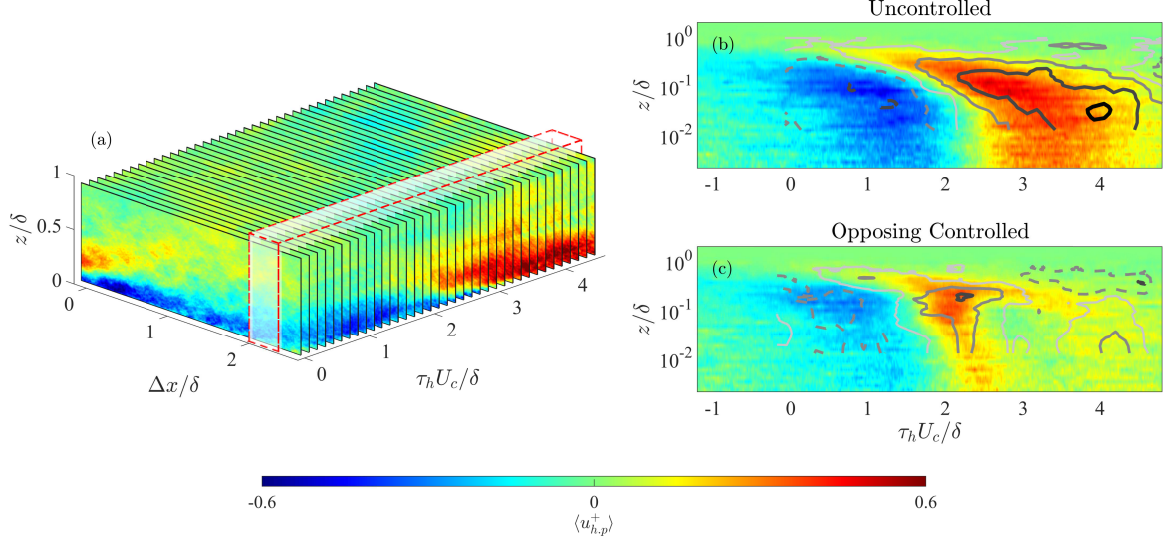 (a)
1
0.5
0
z/δ
0
1
2
Δx/δ
0
1
2
3
4
τ_h U_c/δ
Uncontrolled
(b)
10^0
10^-1
10^-2
z/δ
-1
0
1
2
3
4
Opposing Controlled
(c)
10^0
10^-1
10^-2
z/δ
-1
0
1
2
3
4
τ_h U_c/δ
-0.6
0
0.6
⟨u^+_{h,p}⟩